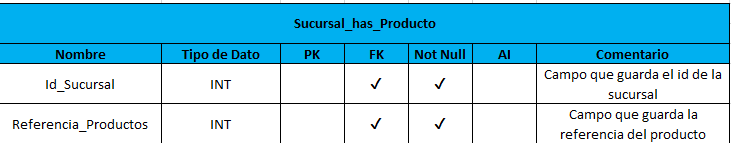 Sucursal_has_Producto
Nombre Tipo de Dato PK FK Not Null AI Comentario
Id_Sucursal INT ✓ ✓ Campo que guarda el id de la
sucursal
Referencia_Productos INT ✓ ✓ Campo que guarda la
referencia del producto